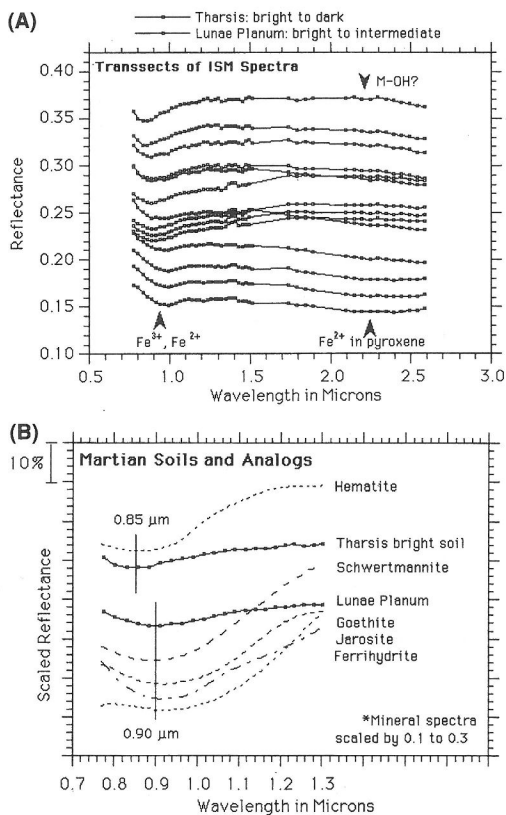 (A)
Tharsis: bright to dark
Lunae Planum: bright to intermediate
Transsects of ISM Spectra
M-OH?
0.40
0.35
0.30
0.25
0.20
0.15
0.10
Reflectance
Fe3+, Fe 2+
Fe2+ in pyroxene
0.5 1.0 1.5 2.0 2.5 3.0
Wavelength in Microns
(B)
10%
Martian Soils and Analogs
Hematite
0.85 µm
Tharsis bright soil
Schwertmannite
Lunae Planum
Goethite
Jarosite
Ferrihydrite
Scaled Reflectance
0.90 µm
*Mineral spectra
scaled by 0.1 to 0.3
0.7 0.8 0.9 1.0 1.1 1.2 1.3
Wavelength in Microns